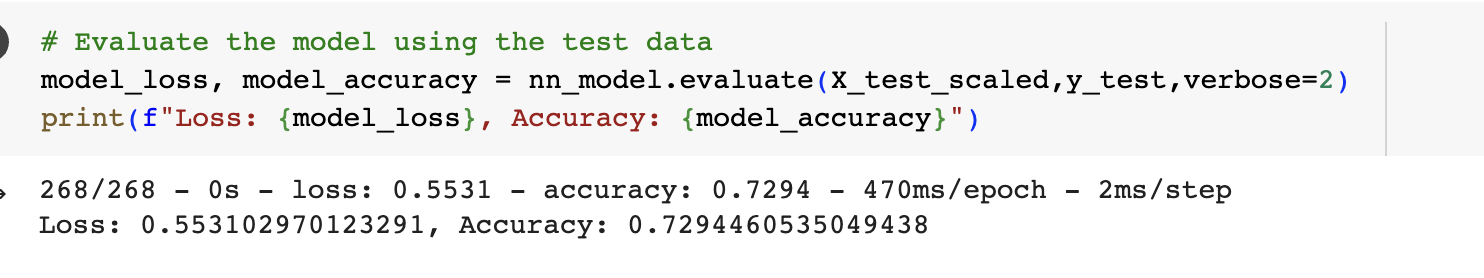 # Evaluate the model using the test data
model_loss, model_accuracy = nn_model.evaluate(X_test_scaled,y_test,verbose=2)
print(f"Loss: {model_loss}, Accuracy: {model_accuracy}")
268/268 - 0s - loss: 0.5531 - accuracy: 0.7294 - 470ms/epoch - 2ms/step
Loss: 0.553102970123291, Accuracy: 0.7294460535049438